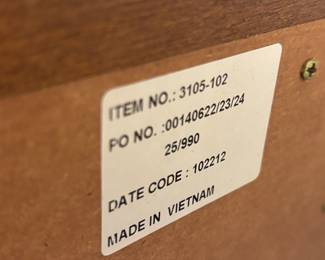 ITEM NO.: 3105-102
PO NO. :00140622/23/24
25/990
DATE CODE : 102212
MADE IN VIETNAM